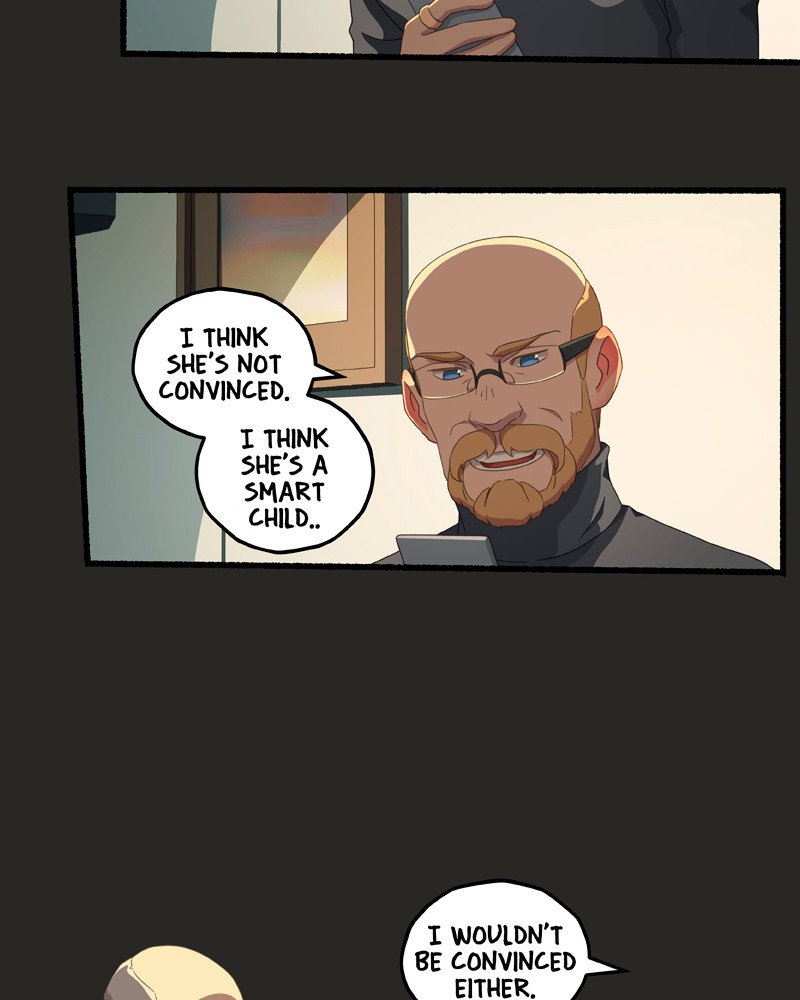 I THINK
SHE'S NOT
CONVINCED.
I THINK
SHE'S A
SMART
CHILD..
I WOULDN'T
BE CONVINCED
EITHER.